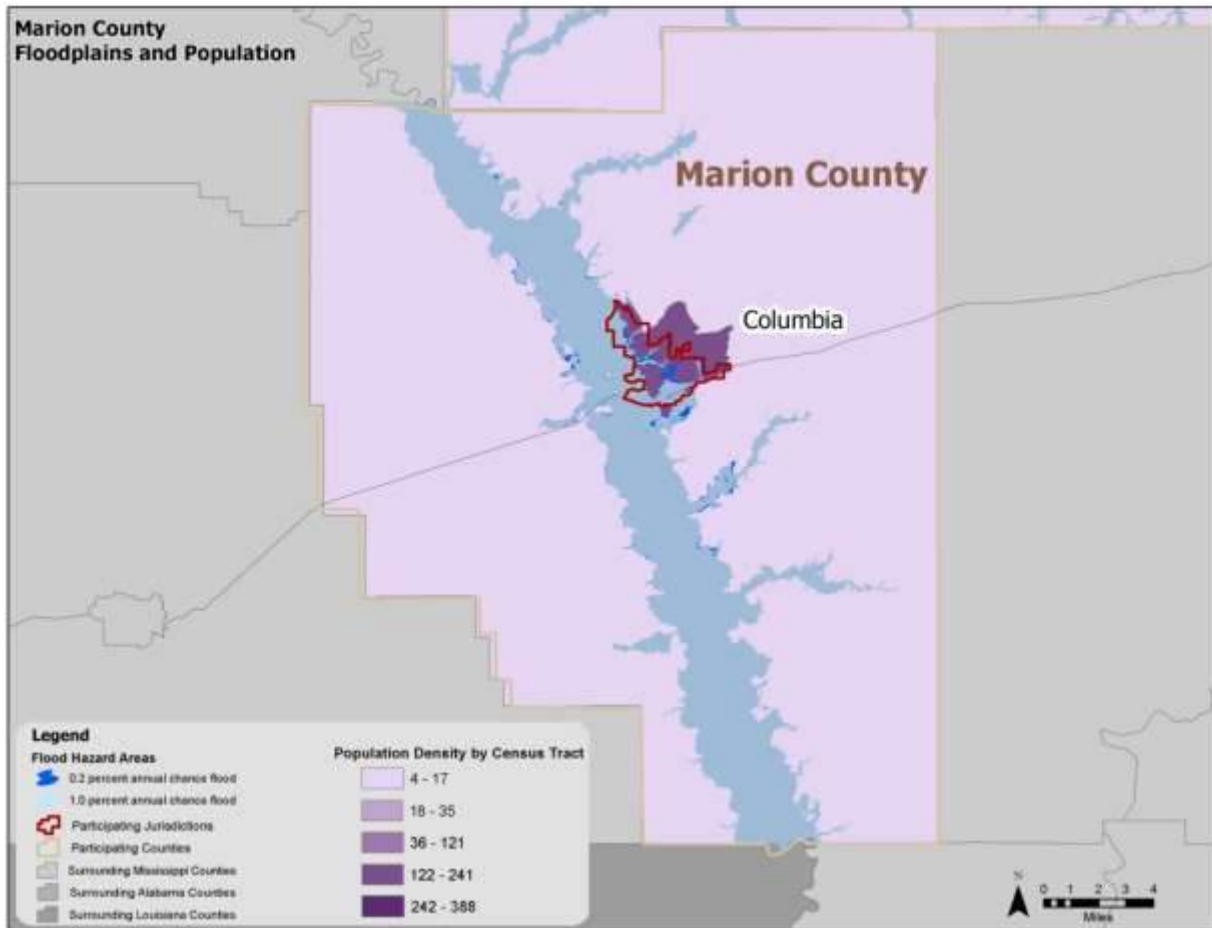 Marion County
Floodplains and Population
Marion County
Columbia
Legend
Flood Hazard Areas
0.2 percent annual chance flood
1.0 percent annual chance flood
Participating Jurisdictions
Participating Counties
Surrounding Mississippi Counties
Surrounding Alabama Counties
Surrounding Louisiana Counties
Population Density by Census Tract
4 - 17
18 - 35
36 - 121
122 - 241
242 - 388
N
0 1 2 3 4
Miles